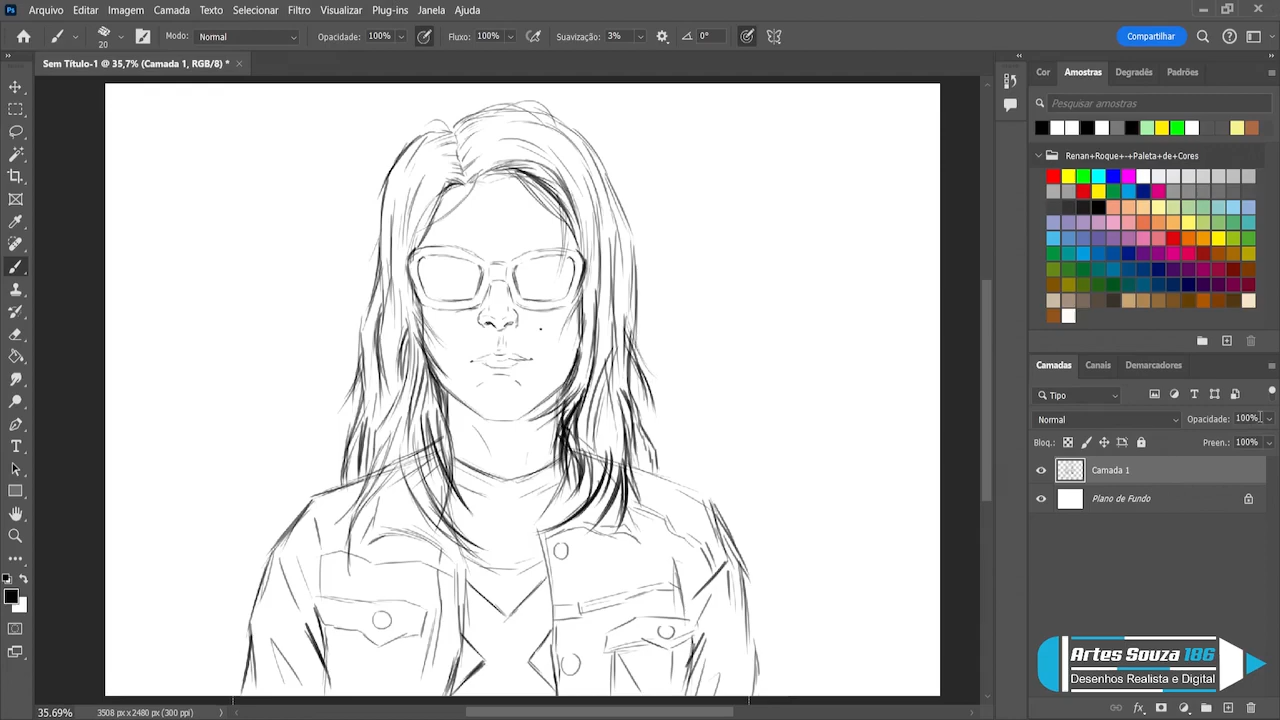 Ps Arquivo Editar Imagem Camada Texto Selecionar Filtro Visualizar Plug-ins Janela Ajuda
20 Modo: Normal Opacidade: 100% Fluxo: 100% Suavização: 3% 0° Compartilhar
Sem Título-1 @ 35,7% (Camada 1, RGB/8) *
Cor Amostras Degradês Padrões
Pesquisar amostras
Renan+Roque+-+Paleta+de+Cores
Camadas Canais Demarcadores
Tipo
Normal Opacidade: 100%
Bloq.: Preen.: 100%
Camada 1
Plano de Fundo
Artes Souza 186
Desenhos Realista e Digital
35.69% 3508 px x 2480 px (300 ppi)
fx